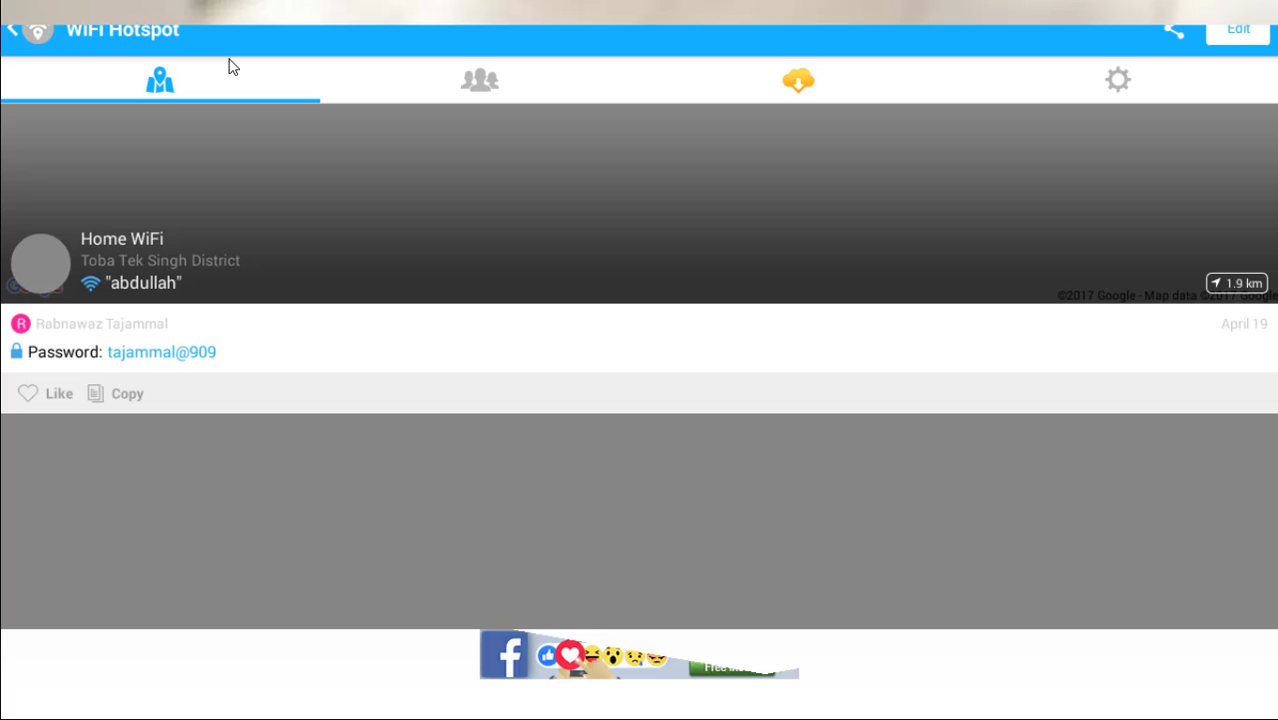 WiFi Hotspot
Edit
Home WiFi
Toba Tek Singh District
"abdullah"
1.9 km
©2017 Google - Map data ©2017 Google
R Rabnawaz Tajammal
April 19
Password: tajammal@909
Like Copy
f
Free